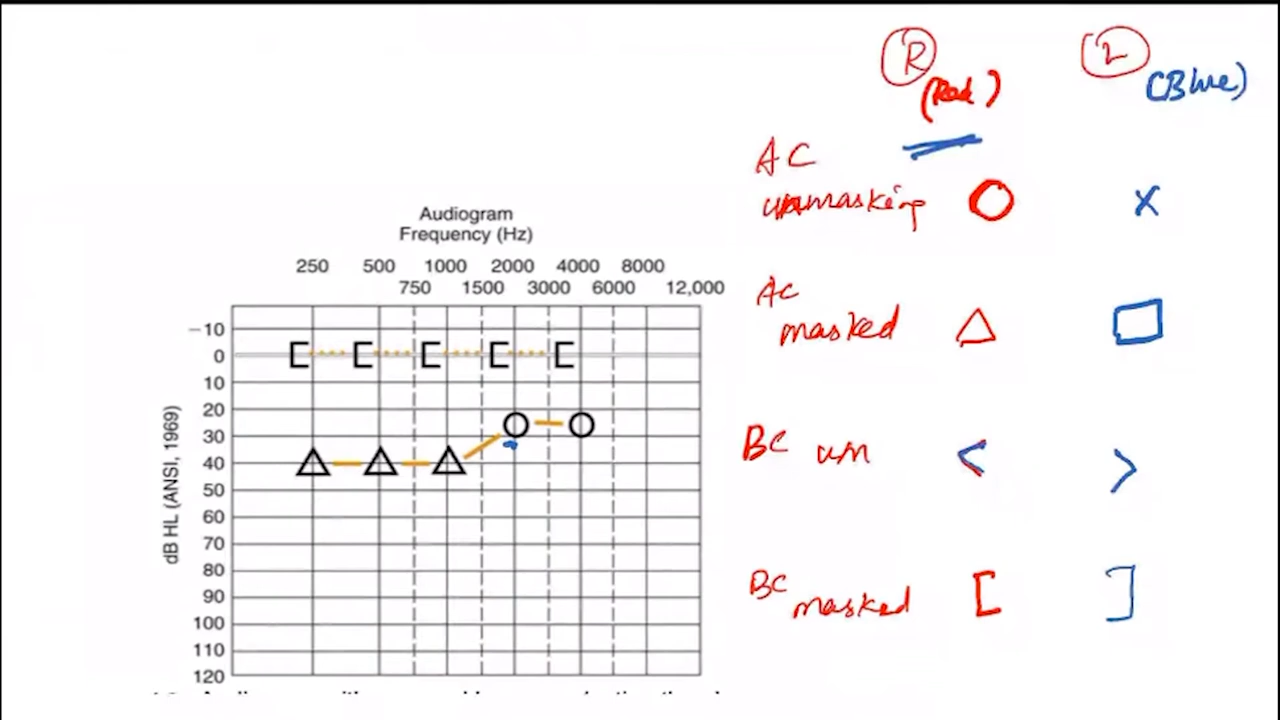 R L
(Red) (Blue)
AC
unmasking O X
AC
masked
BC un < >
BC masked [ ]
Audiogram
Frequency (Hz)
250 500 1000 2000 4000 8000
750 1500 3000 6000 12,000
dB HL (ANSI, 1969)
−10
0
10
20
30
40
50
60
70
80
90
100
110
120